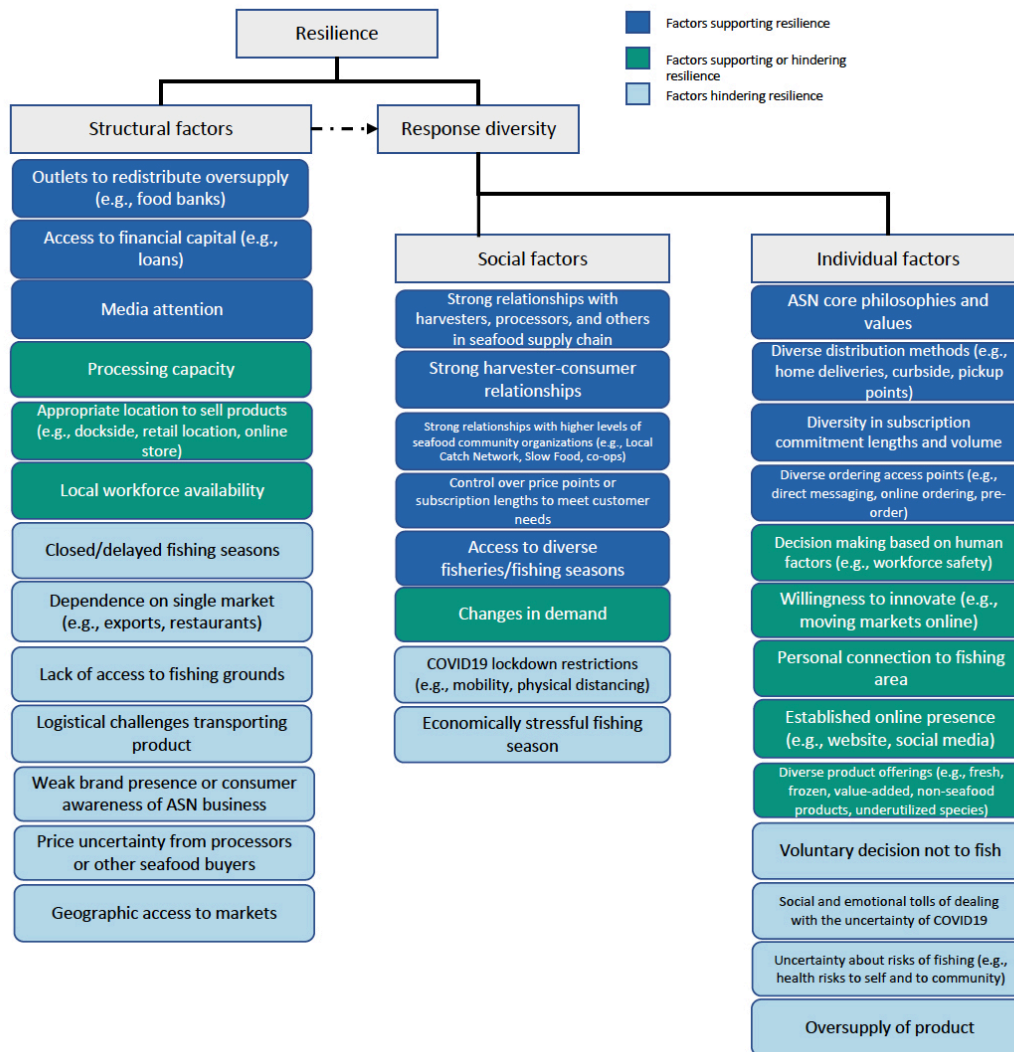 Resilience
Factors supporting resilience
Factors supporting or hindering
resilience
Factors hindering resilience
Structural factors
Response diversity
Outlets to redistribute oversupply
(e.g., food banks)
Access to financial capital (e.g.,
loans)
Media attention
Processing capacity
Appropriate location to sell products
(e.g., dockside, retail location, online
store)
Local workforce availability
Closed/delayed fishing seasons
Dependence on single market
(e.g., exports, restaurants)
Lack of access to fishing grounds
Logistical challenges transporting
product
Weak brand presence or consumer
awareness of ASN business
Price uncertainty from processors
or other seafood buyers
Geographic access to markets
Social factors
Strong relationships with
harvesters, processors, and others
in seafood supply chain
Strong harvester-consumer
relationships
Strong relationships with higher levels of
seafood community organizations (e.g., Local
Catch Network, Slow Food, co-ops)
Control over price points or
subscription lengths to meet customer
needs
Access to diverse
fisheries/fishing seasons
Changes in demand
COVID19 lockdown restrictions
(e.g., mobility, physical distancing)
Economically stressful fishing
season
Individual factors
ASN core philosophies and
values
Diverse distribution methods (e.g.,
home deliveries, curbside, pickup
points)
Diversity in subscription
commitment lengths and volume
Diverse ordering access points (e.g.,
direct messaging, online ordering, pre-
order)
Decision making based on human
factors (e.g., workforce safety)
Willingness to innovate (e.g.,
moving markets online)
Personal connection to fishing
area
Established online presence
(e.g., website, social media)
Diverse product offerings (e.g., fresh,
frozen, value-added, non-seafood
products, underutilized species)
Voluntary decision not to fish
Social and emotional tolls of dealing
with the uncertainty of COVID19
Uncertainty about risks of fishing (e.g.,
health risks to self and to community)
Oversupply of product